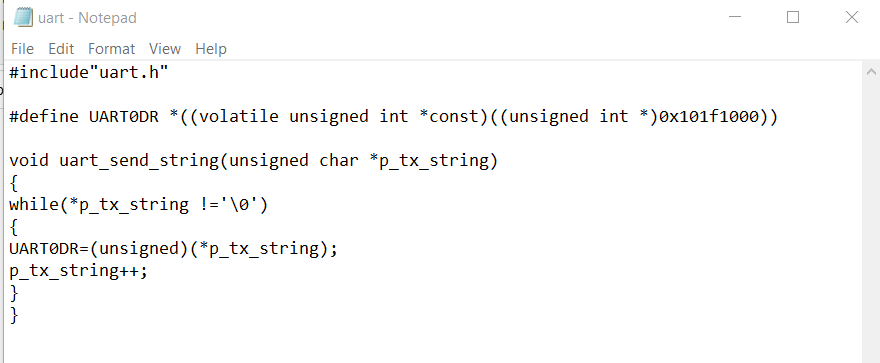 uart - Notepad
File Edit Format View Help
#include"uart.h"
#define UART0DR *((volatile unsigned int *const)((unsigned int *)0x101f1000))
void uart_send_string(unsigned char *p_tx_string)
{
while(*p_tx_string !='\0')
{
UART0DR=(unsigned)(*p_tx_string);
p_tx_string++;
}
}